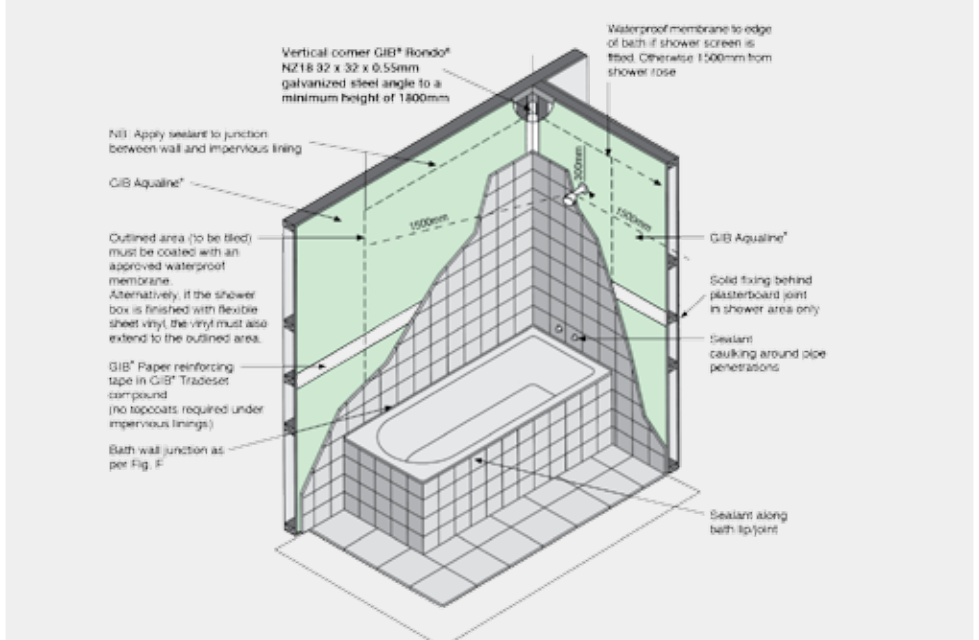 Vertical corner GIB® Rondo®
NZ18 32 x 32 x 0.55mm
galvanized steel angle to a
minimum height of 1800mm
Waterproof membrane to edge
of bath if shower screen is
fitted. Otherwise 1500mm from
shower rose
NB. Apply sealant to junction
between wall and impervious lining
GIB Aqualine®
300mm
1500mm
1500mm
Outlined area (to be tiled)
must be coated with an
approved waterproof
membrane.
Alternatively, if the shower
box is finished with flexible
sheet vinyl, the vinyl must also
extend to the outlined area.
GIB Aqualine®
Solid fixing behind
plasterboard joint
in shower area only
Sealant
caulking around pipe
penetrations
GIB® Paper reinforcing
tape in GIB® Tradeset
compound
(no topcoats required under
impervious linings)
Bath wall junction as
per Fig. F
Sealant along
bath lip/joint